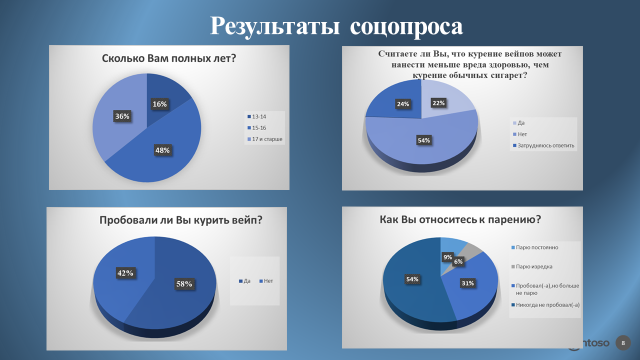 Результаты соцопроса
Сколько Вам полных лет?
16%
36%
48%
13-14
15-16
17 и старше
Считаете ли Вы, что курение вейпов может
нанести меньше вреда здоровью, чем
курение обычных сигарет?
24%
22%
54%
Да
Нет
Затрудняюсь ответить
Пробовали ли Вы курить вейп?
42%
58%
Да
Нет
Как Вы относитесь к парению?
9%
6%
54%
31%
Парю постоянно
Парю изредка
Пробовал(-а),но больше
не парю
Никогда не пробовал(-а)
8